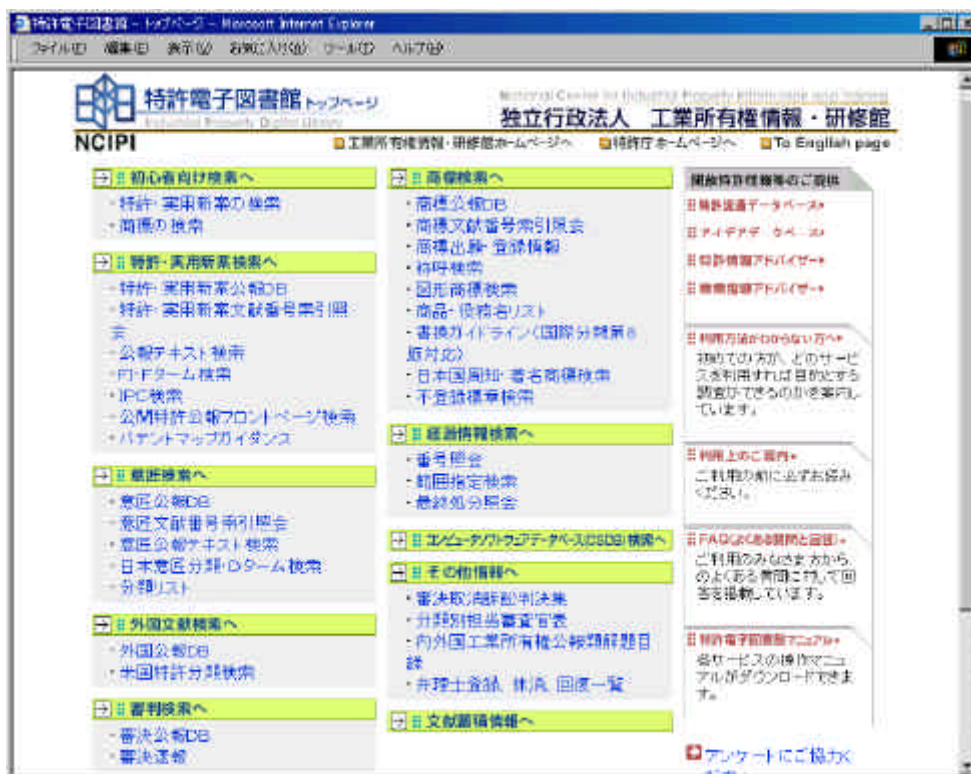 特許電子図書館 - トップページ - Microsoft Internet Explorer
ファイル(F) 編集(E) 表示(V) お気に入り(A) ツール(T) ヘルプ(H)
特許電子図書館 トップページ
Industrial Property Digital Library
NCIPI
National Center for Industrial Property Information and Training
独立行政法人 工業所有権情報・研修館
工業所有権情報・研修館ホームページへ 特許庁ホームページへ To English page
初心者向け検索へ
・特許・実用新案の検索
・商標の検索
特許・実用新案検索へ
・特許・実用新案公報DB
・特許・実用新案文献番号索引照
会
・公報テキスト検索
・FI・Fターム検索
・IPC検索
・公開特許公報フロントページ検索
・パテントマップガイダンス
意匠検索へ
・意匠公報DB
・意匠文献番号索引照会
・意匠公報テキスト検索
・日本意匠分類・Dターム検索
・分類リスト
外国文献検索へ
・外国公報DB
・米国特許分類検索
審判検索へ
・審決公報DB
・審決速報
商標検索へ
・商標公報DB
・商標文献番号索引照会
・商標出願・登録情報
・称呼検索
・図形商標検索
・商品・役務名リスト
・書換ガイドライン(国際分類第8
版対応)
・日本国周知・著名商標検索
・不登録標章検索
経過情報検索へ
・番号照会
・範囲指定検索
・最終処分照会
コンピュータソフトウェアデータベース(CSDB)検索へ
その他情報へ
・審決取消訴訟判決集
・分類別担当審査官表
・内外国工業所有権公報類解題目
録
・弁理士登録、抹消、回復一覧
文献蓄積情報へ
開放特許情報等のご提供
特許流通データベース
アイデアデータベース
特許情報アドバイザー
利用方法がわからない方へ
初めての方が、どのサービ
スを利用すれば目的とする
調査ができるのかを案内し
ています。
利用上のご案内
ご利用の前に必ずお読み
ください。
FAQ(よくある質問と回答)
ご利用のみなさま方から
のよくある質問に対して回
答を掲載しています。
特許電子図書館マニュアル
各サービスの操作マニュ
アルがダウンロードできま
す。
アンケートにご協力く